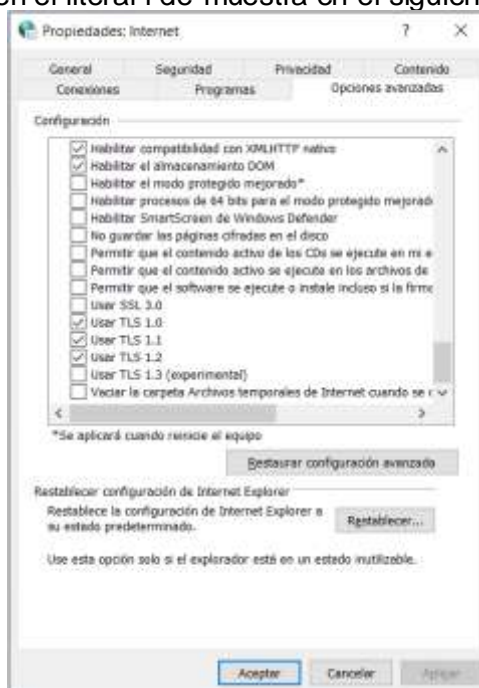 en el literal i de muestra en el siguien
Propiedades: Internet
General Seguridad Privacidad Contenido
Conexiones Programas Opciones avanzadas
Configuración
Habilitar compatibilidad con XMLHTTP nativo
Habilitar el almacenamiento DOM
Habilitar el modo protegido mejorado*
Habilitar procesos de 64 bits para el modo protegido mejorad
Habilitar SmartScreen de Windows Defender
No guardar las páginas cifradas en el disco
Permitir que el contenido activo de los CDs se ejecute en mi e
Permitir que el contenido activo se ejecute en los archivos de
Permitir que el software se ejecute o instale incluso si la firma
Usar SSL 3.0
Usar TLS 1.0
Usar TLS 1.1
Usar TLS 1.2
Usar TLS 1.3 (experimental)
Vaciar la carpeta Archivos temporales de Internet cuando se c
*Se aplicará cuando reinicie el equipo
Restaurar configuración avanzada
Restablecer configuración de Internet Explorer
Restablece la configuración de Internet Explorer a
su estado predeterminado.
Restablecer...
Use esta opción solo si el explorador está en un estado inutilizable.
Aceptar Cancelar Aplicar